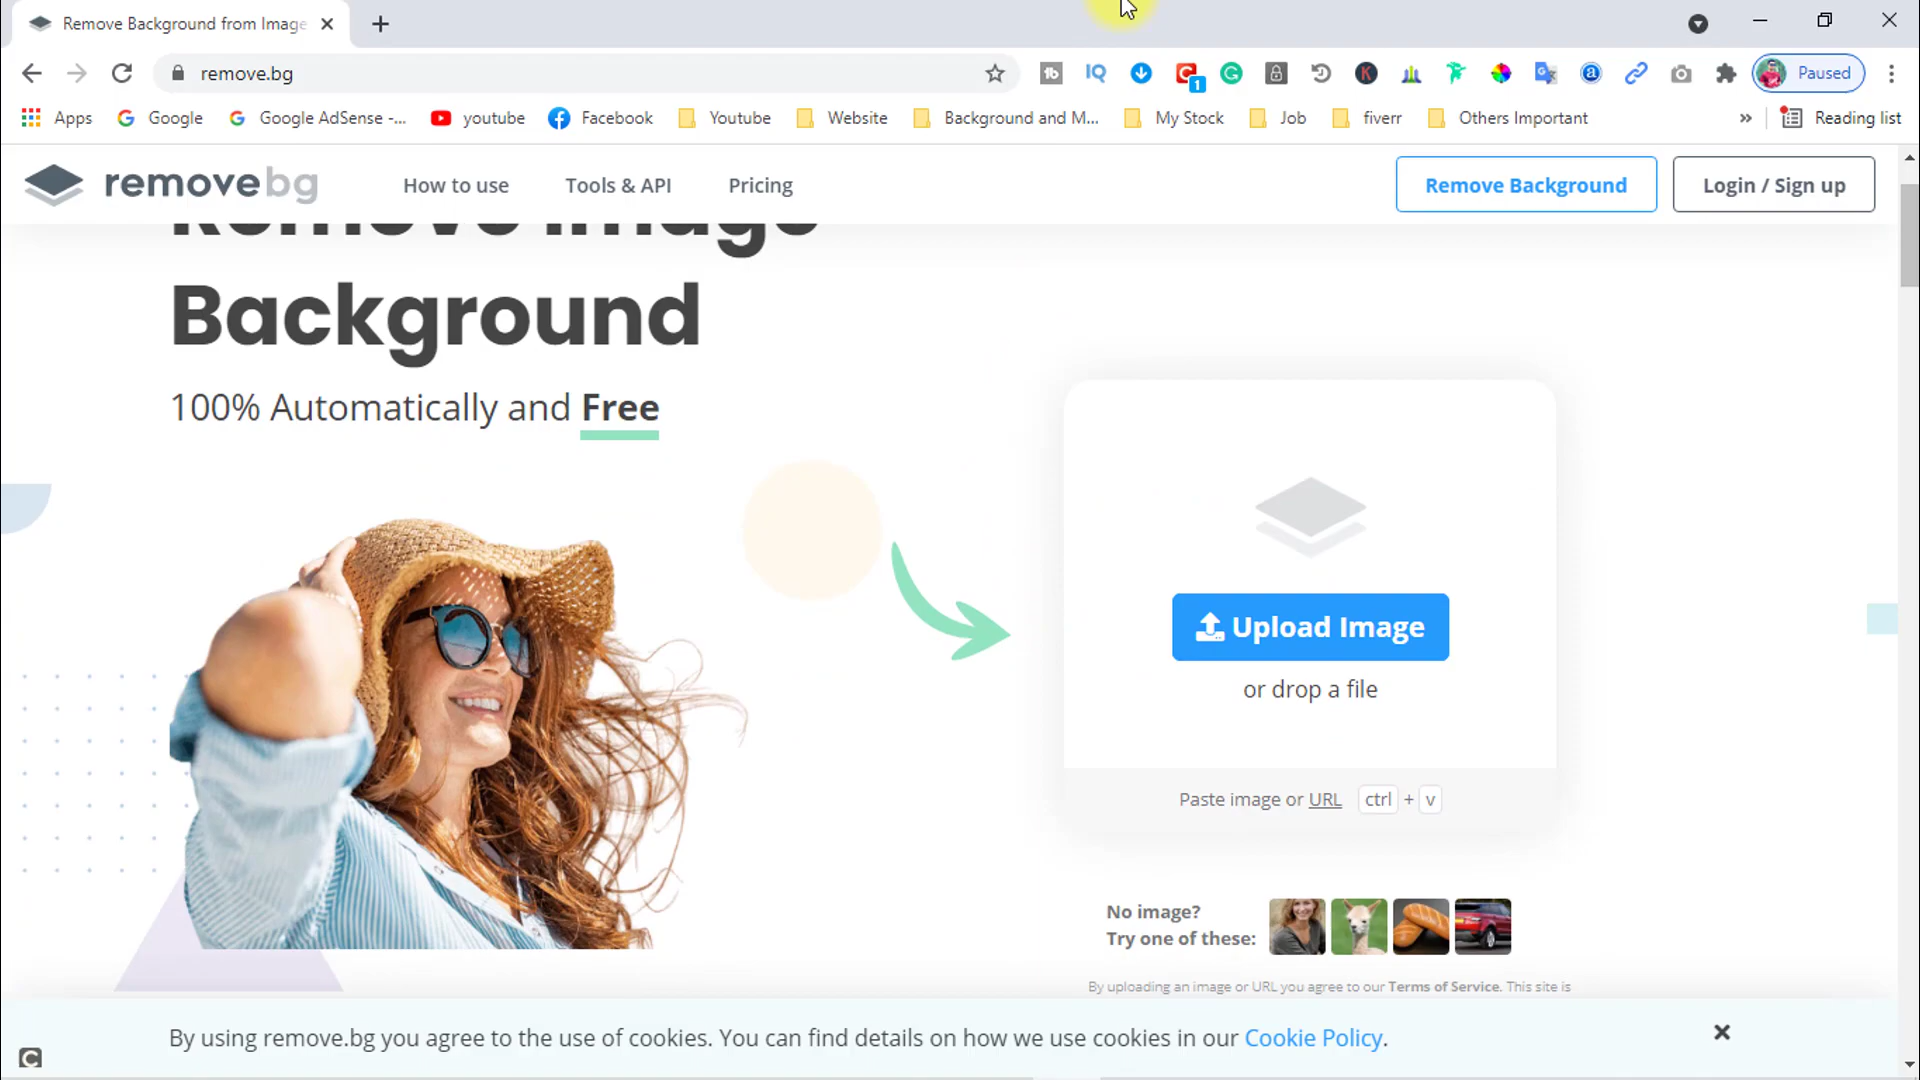 Remove Background from Image
remove.bg
1
Paused
Apps
Google
Google AdSense -...
youtube
Facebook
Youtube
Website
Background and M...
My Stock
Job
fiverr
Others Important
»
Reading list
removebg
How to use
Tools & API
Pricing
Remove Background
Login / Sign up
Remove Image
Background
100% Automatically and Free
Upload Image
or drop a file
Paste image or URL ctrl + v
No image?
Try one of these:
By uploading an image or URL you agree to our Terms of Service. This site is
By using remove.bg you agree to the use of cookies. You can find details on how we use cookies in our Cookie Policy.